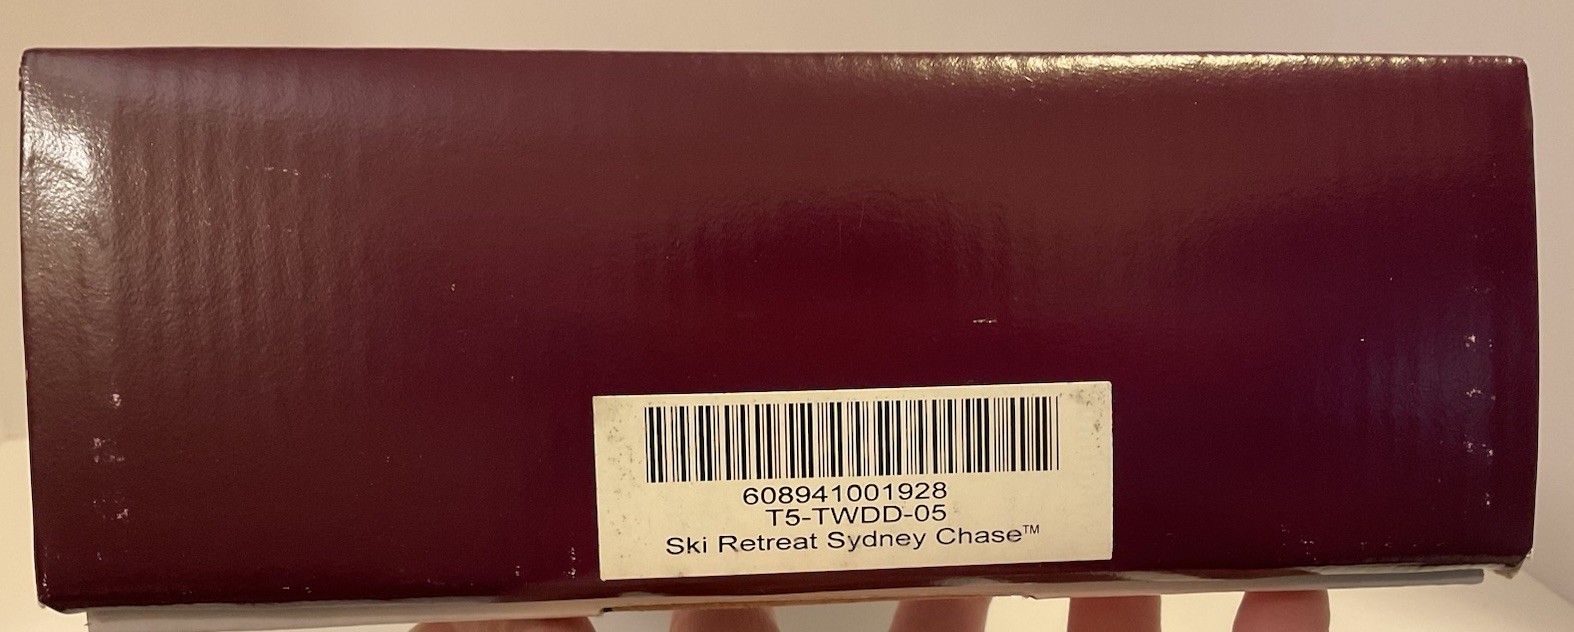 608941001928
T5-TWDD-05
Ski Retreat Sydney Chase™